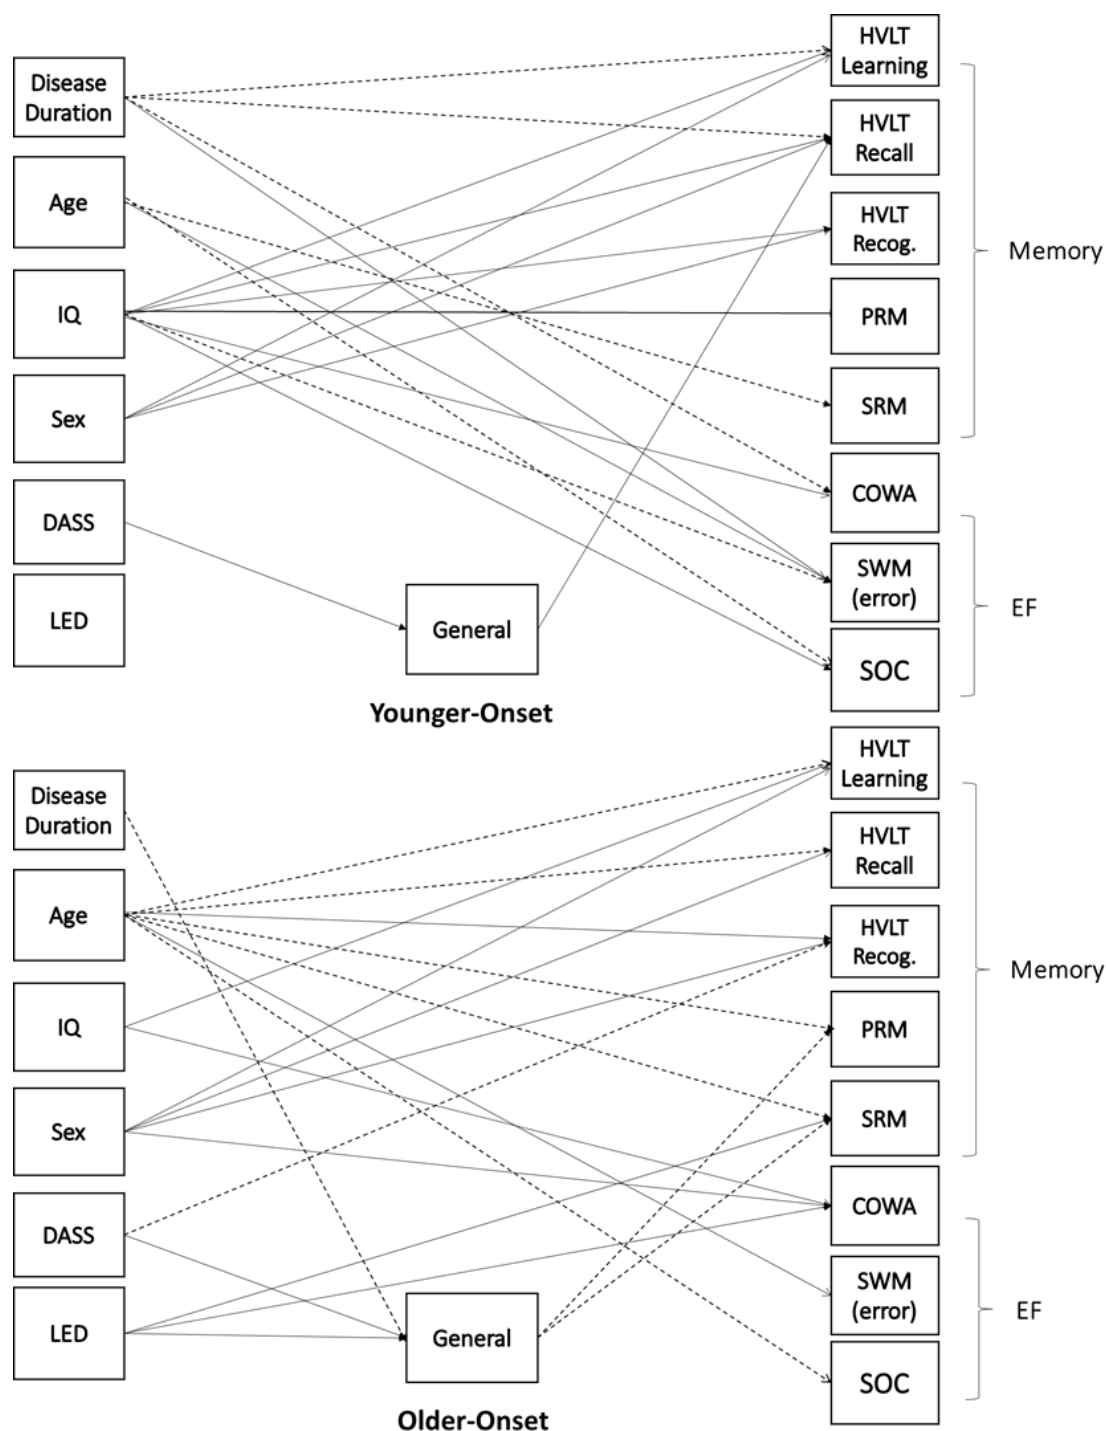 Disease
Duration
Age
IQ
Sex
DASS
LED
General
HVLT
Learning
HVLT
Recall
HVLT
Recog.
PRM
SRM
COWA
SWM
(error)
SOC
Memory
EF
Younger-Onset
Disease
Duration
Age
IQ
Sex
DASS
LED
General
HVLT
Learning
HVLT
Recall
HVLT
Recog.
PRM
SRM
COWA
SWM
(error)
SOC
Memory
EF
Older-Onset